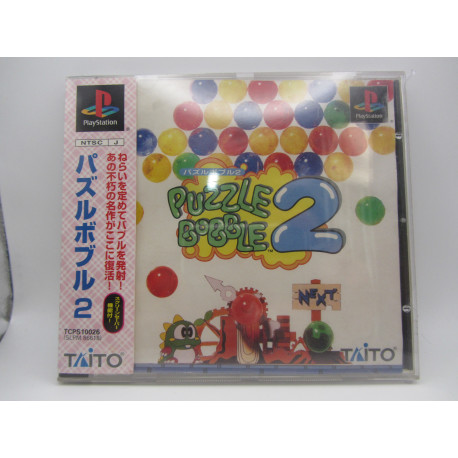 PlayStation
NTSC J
パズルボブル2
ねらいを定めてバブルを発射!
あの不朽の名作がここに復活!
TCPS10026
TAITO
PlayStation
パズルボブル2
PUZZLE
BOBBLE
2
NEXT
TAITO